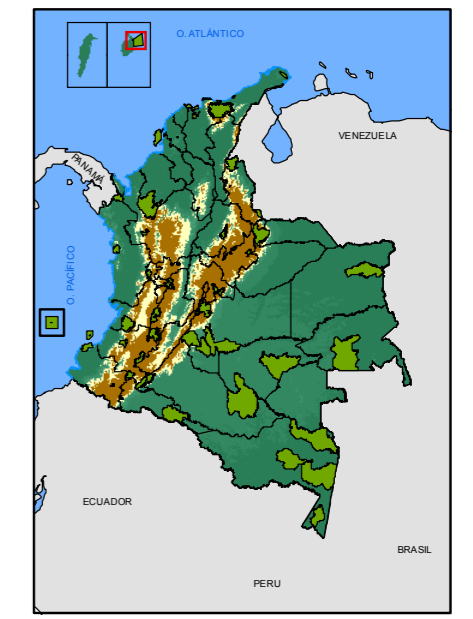 O. ATLÁNTICO
VENEZUELA
PANAMÁ
O. PACÍFICO
ECUADOR
BRASIL
PERU